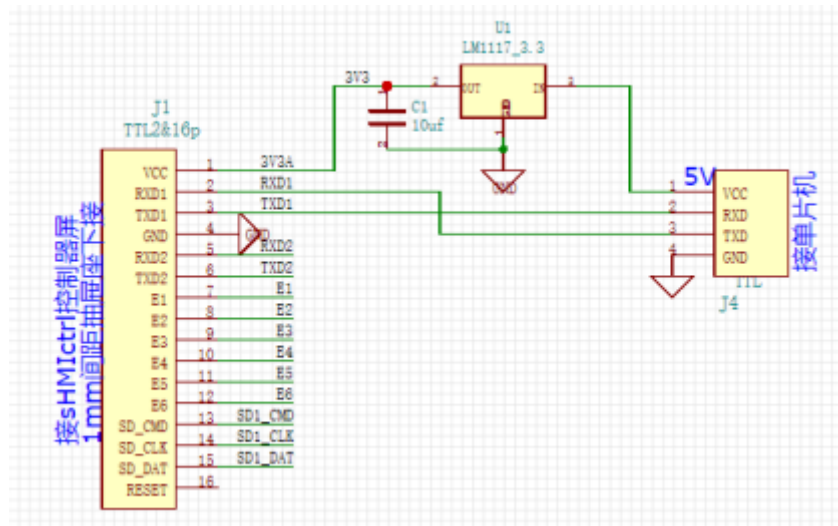 U1
LM1117_3.3
3V3
2
OUT
IN
3
GND
1
1
C1
10uf
2
GND
J1
TTL2&16p
VCC
1
3V3A
RXD1
2
RXD1
TXD1
3
TXD1
GND
4
GND
RXD2
5
RXD2
TXD2
6
TXD2
E1
7
E1
E2
8
E2
E3
9
E3
E4
10
E4
E5
11
E5
E6
12
E6
SD_CMD
13
SD1_CMD
SD_CLK
14
SD1_CLK
SD_DAT
15
SD1_DAT
RESET
16
接sHMIctrl控制器屏
1mm间距抽屉坐下接
5V
1
VCC
2
RXD
3
TXD
4
GND
TTL
J4
接单片机